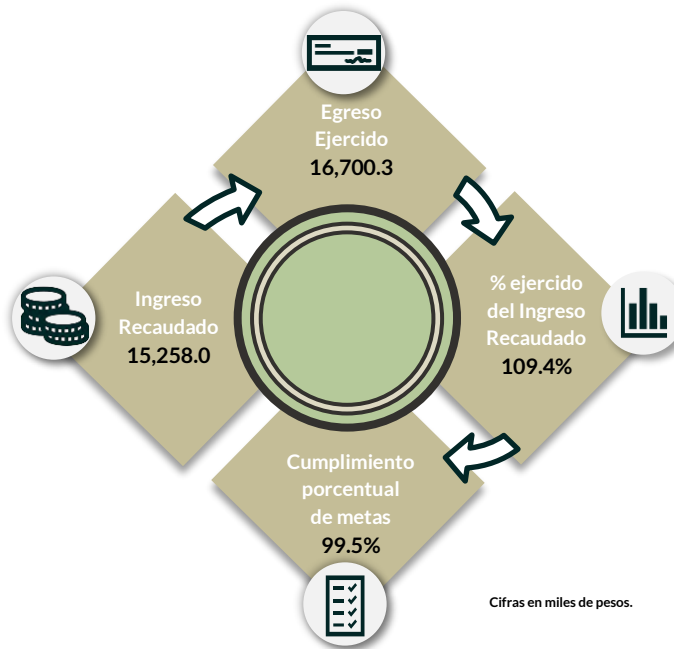 Egreso
Ejercido
16,700.3
Ingreso
Recaudado
15,258.0
% ejercido
del Ingreso
Recaudado
109.4%
Cumplimiento
porcentual
de metas
99.5%
Cifras en miles de pesos.